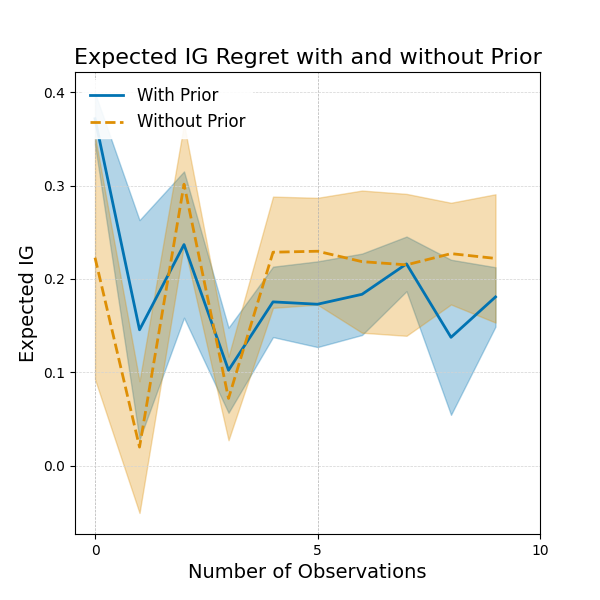 Expected IG Regret with and without Prior
With Prior
Without Prior
0.4
0.3
0.2
0.1
0.0
Expected IG
0 5 10
Number of Observations